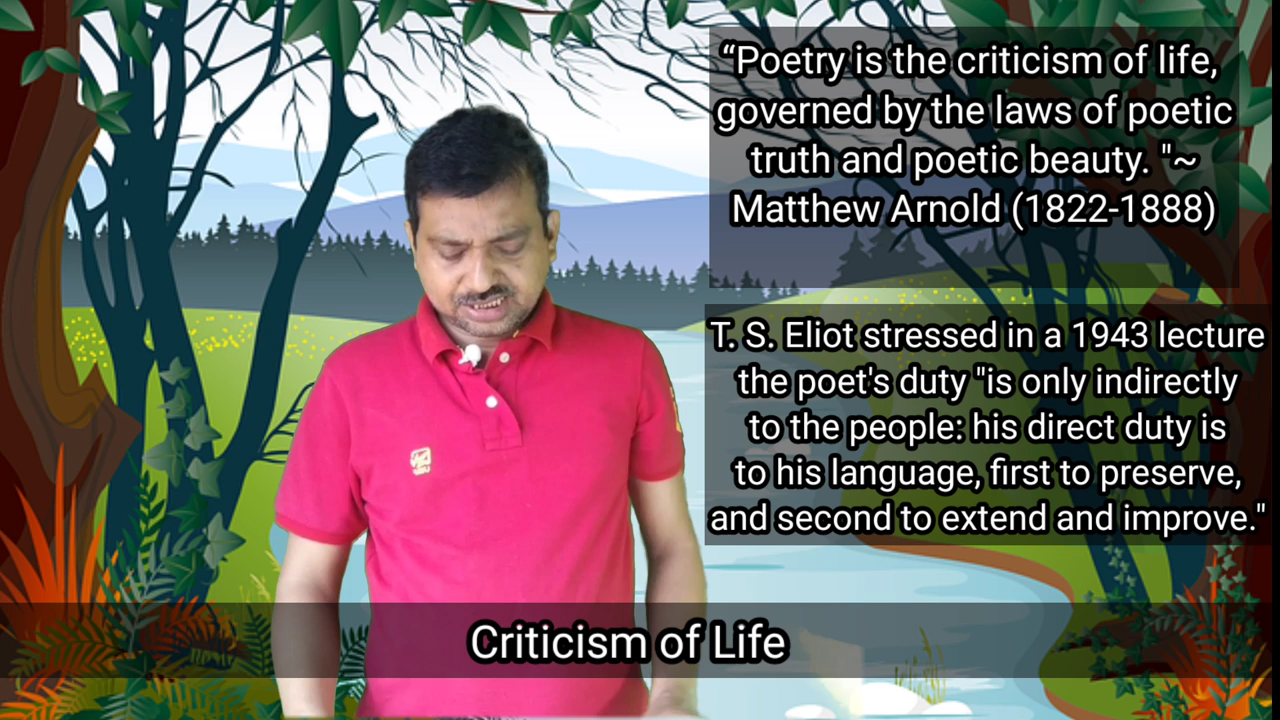 “Poetry is the criticism of life,
governed by the laws of poetic
truth and poetic beauty. "~
Matthew Arnold (1822-1888)
T. S. Eliot stressed in a 1943 lecture
the poet's duty "is only indirectly
to the people: his direct duty is
to his language, first to preserve,
and second to extend and improve."
Criticism of Life